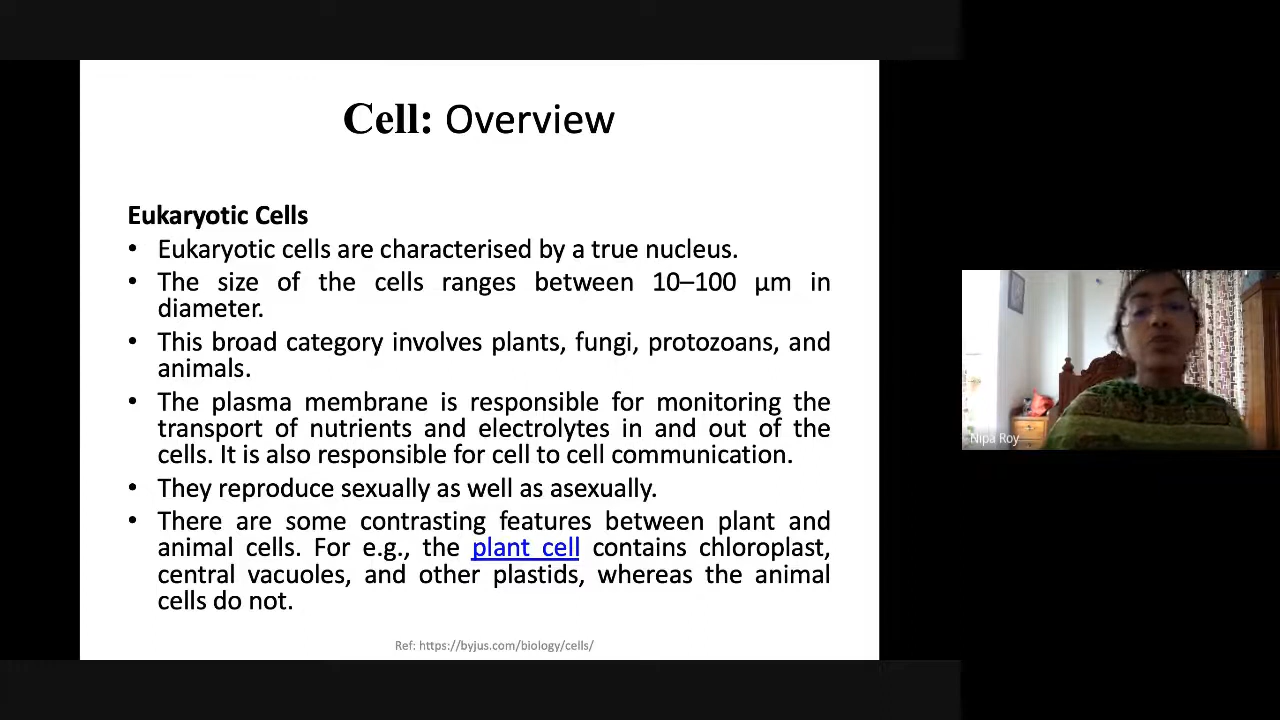 Cell: Overview
Eukaryotic Cells
• Eukaryotic cells are characterised by a true nucleus.
• The size of the cells ranges between 10–100 µm in
diameter.
• This broad category involves plants, fungi, protozoans, and
animals.
• The plasma membrane is responsible for monitoring the
transport of nutrients and electrolytes in and out of the
cells. It is also responsible for cell to cell communication.
• They reproduce sexually as well as asexually.
• There are some contrasting features between plant and
animal cells. For e.g., the plant cell contains chloroplast,
central vacuoles, and other plastids, whereas the animal
cells do not.
Ref: https://byjus.com/biology/cells/
Nipa Roy